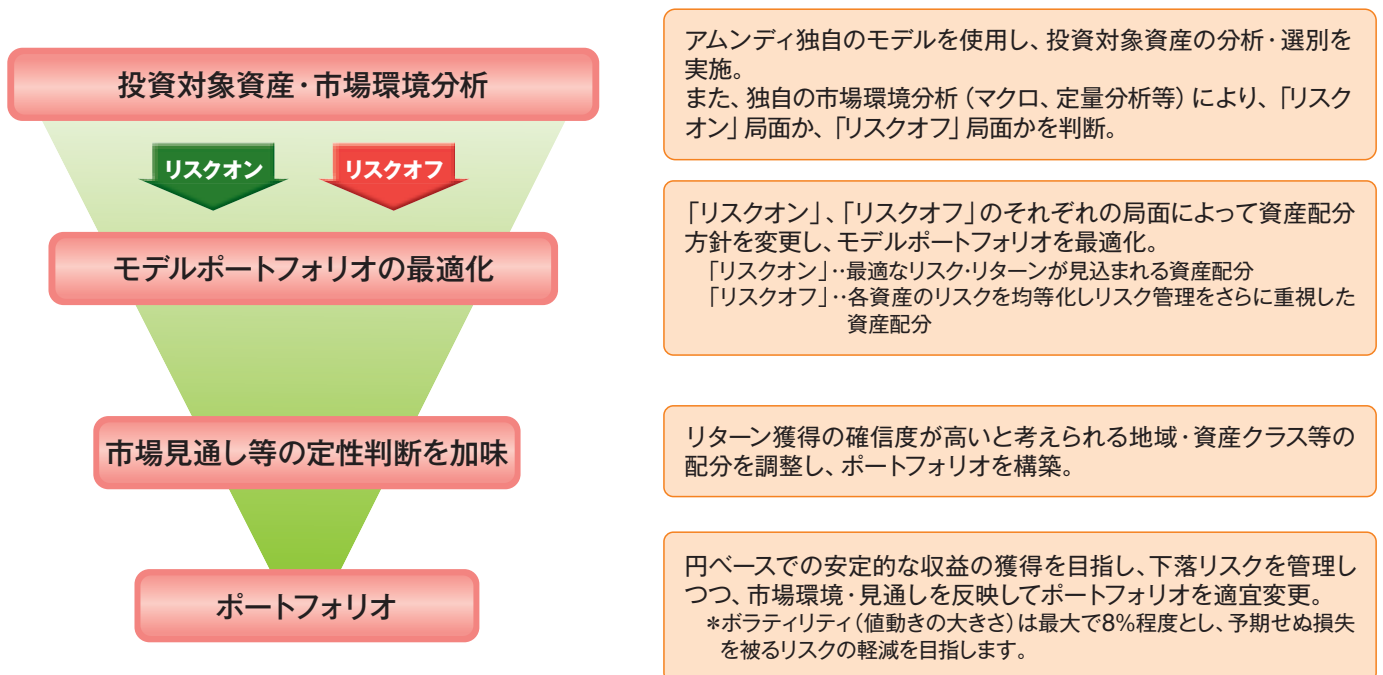 投資対象資産・市場環境分析
アムンディ独自のモデルを使用し、投資対象資産の分析・選別を
実施。
また、独自の市場環境分析（マクロ、定量分析等）により、「リスク
オン」局面か、「リスクオフ」局面かを判断。
リスクオン
リスクオフ
モデルポートフォリオの最適化
「リスクオン」、「リスクオフ」のそれぞれの局面によって資産配分
方針を変更し、モデルポートフォリオを最適化。
「リスクオン」‥最適なリスク・リターンが見込まれる資産配分
「リスクオフ」‥各資産のリスクを均等化しリスク管理をさらに重視した
資産配分
市場見通し等の定性判断を加味
リターン獲得の確信度が高いと考えられる地域・資産クラス等の
配分を調整し、ポートフォリオを構築。
ポートフォリオ
円ベースでの安定的な収益の獲得を目指し、下落リスクを管理し
つつ、市場環境・見通しを反映してポートフォリオを適宜変更。
＊ボラティリティ（値動きの大きさ）は最大で8%程度とし、予期せぬ損失
を被るリスクの軽減を目指します。